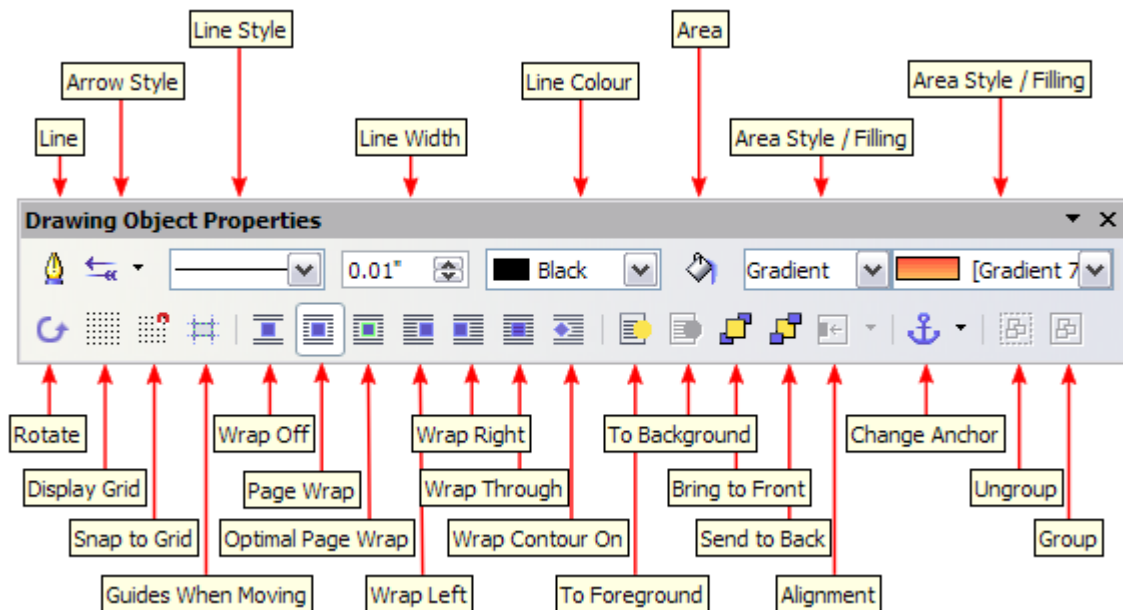 Line Style
Area
Arrow Style
Line Colour
Area Style / Filling
Line
Line Width
Area Style / Filling
Drawing Object Properties
0.01"
Black
Gradient
[Gradient 7
Rotate
Wrap Off
Wrap Right
To Background
Change Anchor
Display Grid
Page Wrap
Wrap Through
Bring to Front
Ungroup
Snap to Grid
Optimal Page Wrap
Wrap Contour On
Send to Back
Group
Guides When Moving
Wrap Left
To Foreground
Alignment